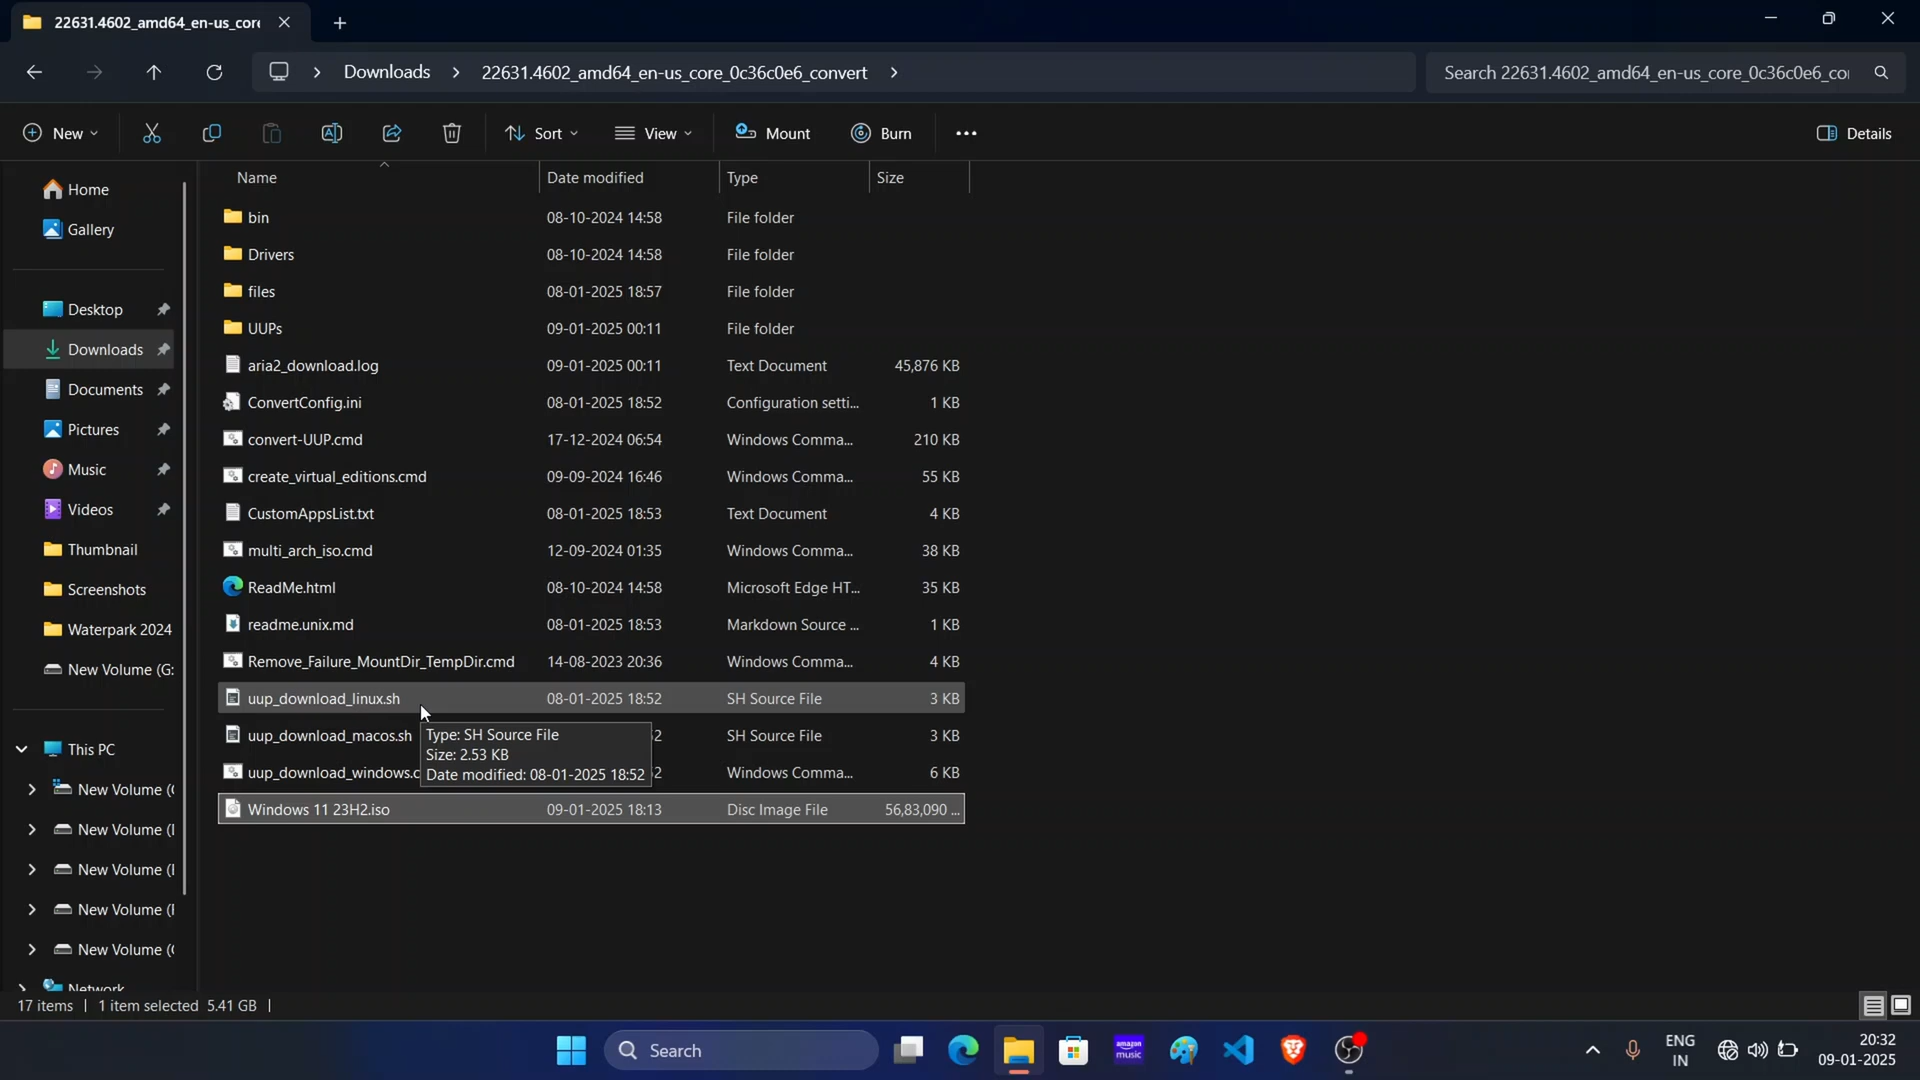 22631.4602_amd64_en-us_cor
Downloads > 22631.4602_amd64_en-us_core_0c36c0e6_convert >
Search 22631.4602_amd64_en-us_core_0c36c0e6_co
New
Sort
View
Mount
Burn
Details
Name Date modified Type Size
Home
Gallery
Desktop
Downloads
Documents
Pictures
Music
Videos
Thumbnail
Screenshots
Waterpark 2024
New Volume (G:
This PC
New Volume (
New Volume (
New Volume (
New Volume (
New Volume (
Network
bin 08-10-2024 14:58 File folder
Drivers 08-10-2024 14:58 File folder
files 08-01-2025 18:57 File folder
UUPs 09-01-2025 00:11 File folder
aria2_download.log 09-01-2025 00:11 Text Document 45,876 KB
ConvertConfig.ini 08-01-2025 18:52 Configuration setti... 1 KB
convert-UUP.cmd 17-12-2024 06:54 Windows Comma... 210 KB
create_virtual_editions.cmd 09-09-2024 16:46 Windows Comma... 55 KB
CustomAppsList.txt 08-01-2025 18:53 Text Document 4 KB
multi_arch_iso.cmd 12-09-2024 01:35 Windows Comma... 38 KB
ReadMe.html 08-10-2024 14:58 Microsoft Edge HT... 35 KB
readme.unix.md 08-01-2025 18:53 Markdown Source ... 1 KB
Remove_Failure_MountDir_TempDir.cmd 14-08-2023 20:36 Windows Comma... 4 KB
uup_download_linux.sh 08-01-2025 18:52 SH Source File 3 KB
uup_download_macos.sh 2 SH Source File 3 KB
uup_download_windows.c 2 Windows Comma... 6 KB
Windows 11 23H2.iso 09-01-2025 18:13 Disc Image File 56,83,090 ...
Type: SH Source File
Size: 2.53 KB
Date modified: 08-01-2025 18:52
17 items | 1 item selected 5.41 GB |
Search
amazon
music
ENG
IN
20:32
09-01-2025